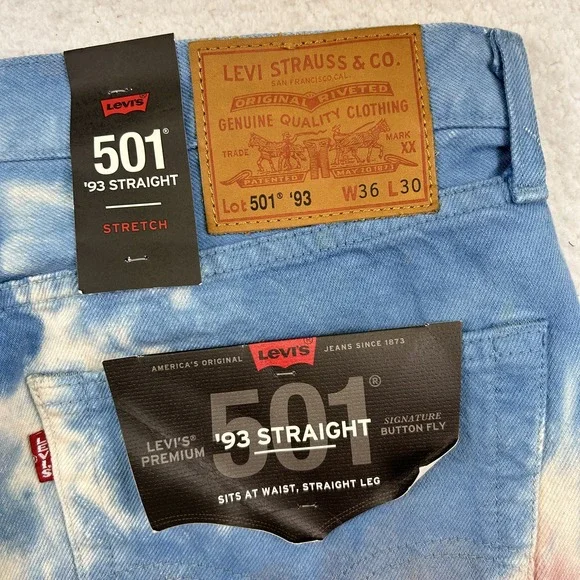 Levi's
501®
'93 STRAIGHT
STRETCH
LEVI STRAUSS & CO.
SAN FRANCISCO, CAL.
ORIGINAL RIVETED
GENUINE QUALITY CLOTHING
TRADE MARK
XX
PATENTED MAY 20 1873
Lot 501® '93 W36 L30
AMERICA'S ORIGINAL Levi's JEANS SINCE 1873
501®
LEVI'S® PREMIUM
'93 STRAIGHT
SIGNATURE BUTTON FLY
SITS AT WAIST, STRAIGHT LEG
LEVI'S